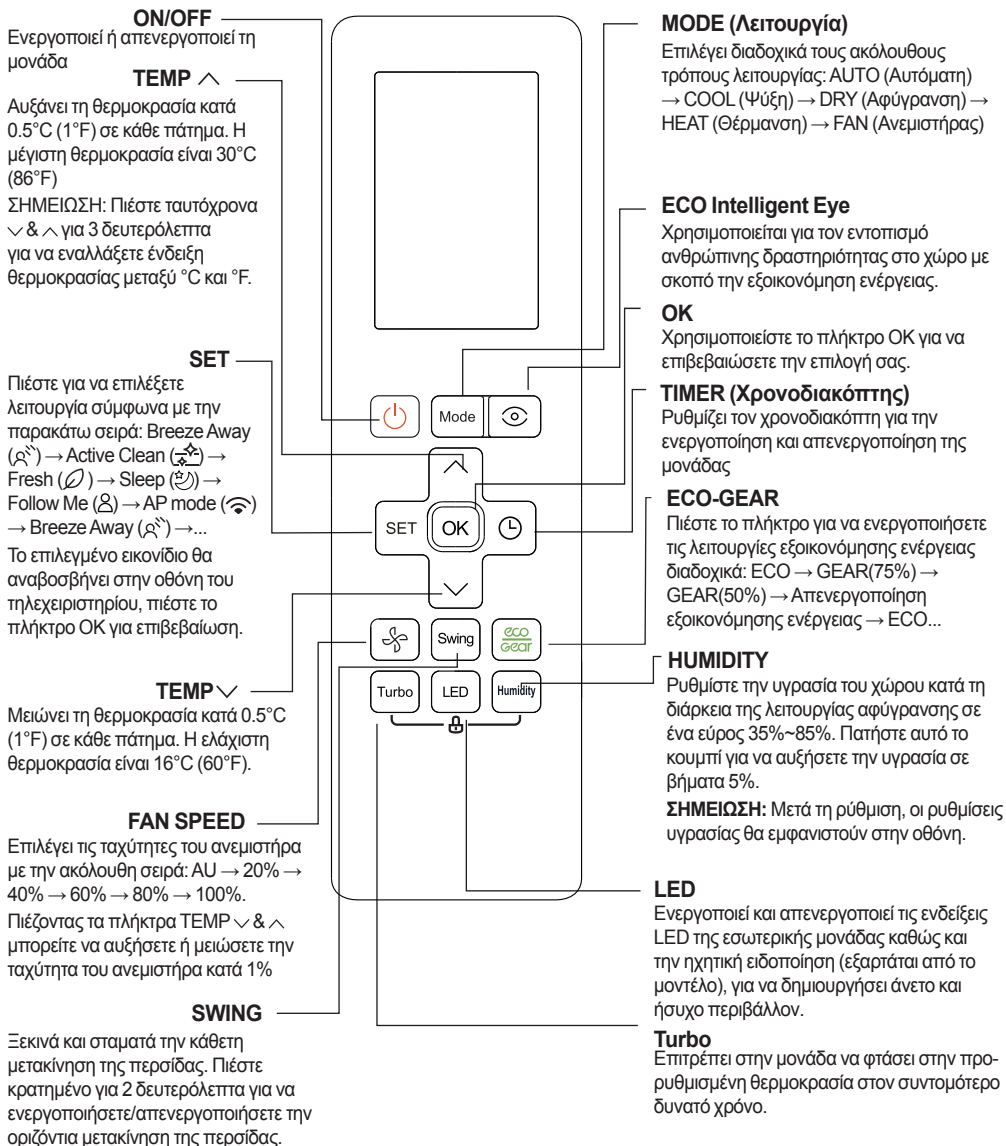 ON/OFF
Ενεργοποιεί ή απενεργοποιεί τη
μονάδα
TEMP ︿
Αυξάνει τη θερμοκρασία κατά
0.5°C (1°F) σε κάθε πάτημα. Η
μέγιστη θερμοκρασία είναι 30°C
(86°F)
ΣΗΜΕΙΩΣΗ: Πιέστε ταυτόχρονα
﹀& ︿ για 3 δευτερόλεπτα
για να εναλλάξετε ένδειξη
θερμοκρασίας μεταξύ °C και °F.
SET
Πιέστε για να επιλέξετε
λειτουργία σύμφωνα με την
παρακάτω σειρά: Breeze Away
( ) → Active Clean ( ) →
Fresh ( ) → Sleep ( ) →
Follow Me ( ) → AP mode ( )
→ Breeze Away ( ) →...
Το επιλεγμένο εικονίδιο θα
αναβοσβήνει στην οθόνη του
τηλεχειριστηρίου, πιέστε το
πλήκτρο OK για επιβεβαίωση.
TEMP ﹀
Μειώνει τη θερμοκρασία κατά 0.5°C
(1°F) σε κάθε πάτημα. Η ελάχιστη
θερμοκρασία είναι 16°C (60°F).
FAN SPEED
Επιλέγει τις ταχύτητες του ανεμιστήρα
με την ακόλουθη σειρά: AU → 20% →
40% → 60% → 80% → 100%.
Πιέζοντας τα πλήκτρα TEMP ﹀& ︿
μπορείτε να αυξήσετε ή μειώσετε την
ταχύτητα του ανεμιστήρα κατά 1%
SWING
Ξεκινά και σταματά την κάθετη
μετακίνηση της περσίδας. Πιέστε
κρατημένο για 2 δευτερόλεπτα για να
ενεργοποιήσετε/απενεργοποιήσετε την
οριζόντια μετακίνηση της περσίδας.
Mode
SET
OK
Swing
eco
Gear
Turbo
LED
Humidity
MODE (Λειτουργία)
Επιλέγει διαδοχικά τους ακόλουθους
τρόπους λειτουργίας: AUTO (Αυτόματη)
→ COOL (Ψύξη) → DRY (Αφύγρανση) →
HEAT (Θέρμανση) → FAN (Ανεμιστήρας)
ECO Intelligent Eye
Χρησιμοποιείται για τον εντοπισμό
ανθρώπινης δραστηριότητας στο χώρο με
σκοπό την εξοικονόμηση ενέργειας.
OK
Χρησιμοποιείστε το πλήκτρο OK για να
επιβεβαιώσετε την επιλογή σας.
TIMER (Χρονοδιακόπτης)
Ρυθμίζει τον χρονοδιακόπτη για την
ενεργοποίηση και απενεργοποίηση της
μονάδας
ECO-GEAR
Πιέστε το πλήκτρο για να ενεργοποιήσετε
τις λειτουργίες εξοικονόμησης ενέργειας
διαδοχικά: ECO → GEAR(75%) →
GEAR(50%) → Απενεργοποίηση
εξοικονόμησης ενέργειας → ECO...
HUMIDITY
Ρυθμίστε την υγρασία του χώρου κατά τη
διάρκεια της λειτουργίας αφύγρανσης σε
ένα εύρος 35%~85%. Πατήστε αυτό το
κουμπί για να αυξήσετε την υγρασία σε
βήματα 5%.
ΣΗΜΕΙΩΣΗ: Μετά τη ρύθμιση, οι ρυθμίσεις
υγρασίας θα εμφανιστούν στην οθόνη.
LED
Ενεργοποιεί και απενεργοποιεί τις ενδείξεις
LED της εσωτερικής μονάδας καθώς και
την ηχητική ειδοποίηση (εξαρτάται από το
μοντέλο), για να δημιουργήσει άνετο και
ήσυχο περιβάλλον.
Turbo
Επιτρέπει στην μονάδα να φτάσει στην προ-
ρυθμισμένη θερμοκρασία στον συντομότερο
δυνατό χρόνο.